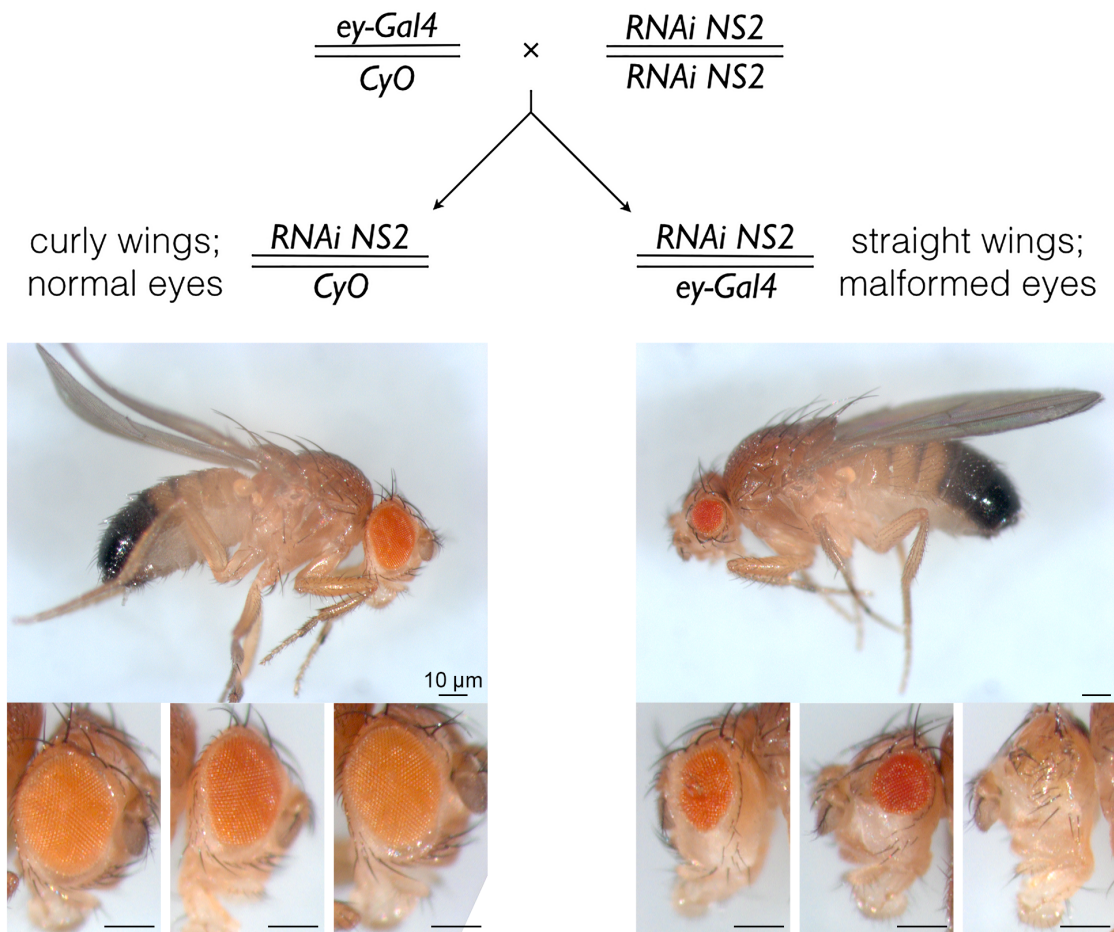 ey-Gal4
CyO
×
RNAi NS2
RNAi NS2
curly wings;
normal eyes
RNAi NS2
CyO
RNAi NS2
ey-Gal4
straight wings;
malformed eyes
10 µm